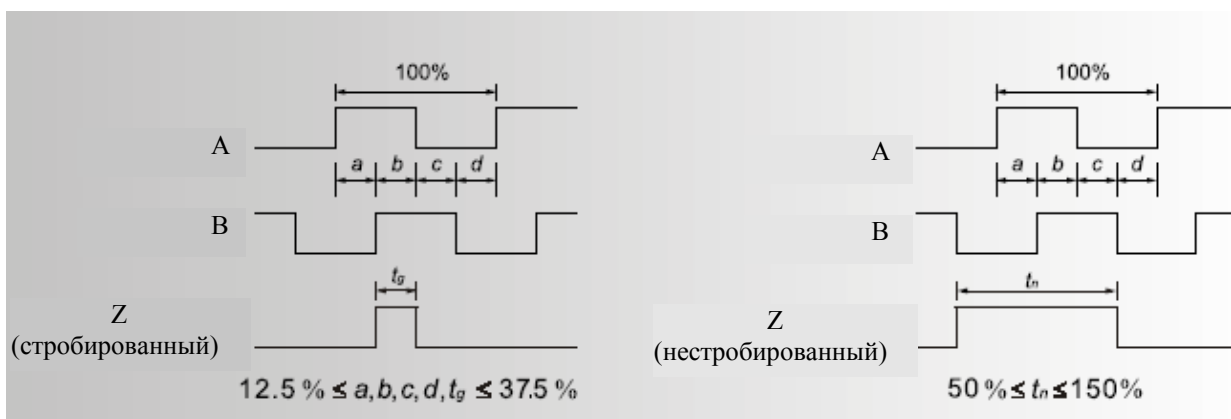 100%
A
a b c d
B
tg
Z
(стробированный)
12.5 % ≤ a,b,c,d,tg ≤ 37.5 %
100%
A
a b c d
B
tn
Z
(нестробированный)
50 % ≤ tn ≤ 150%